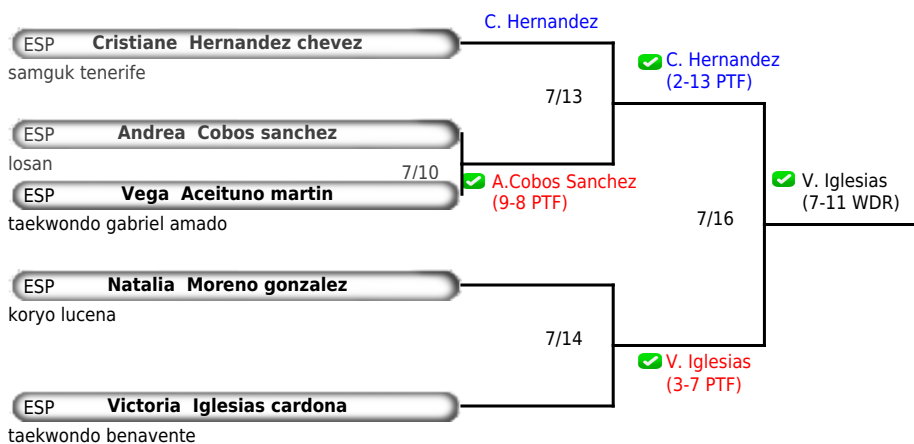 C. Hernandez
ESP Cristiane Hernandez chevez
samguk tenerife
C. Hernandez
(2-13 PTF)
7/13
ESP Andrea Cobos sanchez
losan
7/10
ESP Vega Aceituno martin
A.Cobos Sanchez
(9-8 PTF)
taekwondo gabriel amado
V. Iglesias
(7-11 WDR)
7/16
ESP Natalia Moreno gonzalez
koryo lucena
7/14
V. Iglesias
(3-7 PTF)
ESP Victoria Iglesias cardona
taekwondo benavente